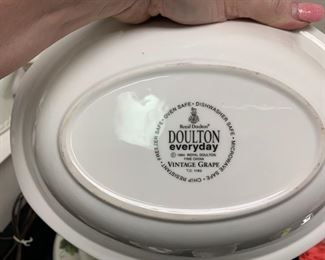 FREEZER SAFE • OVEN SAFE • DISHWASHER SAFE • MICROWAVE SAFE • CHIP RESISTANT •
Royal Doulton
DOULTON
everyday
© 1994 ROYAL DOULTON
FINE CHINA
VINTAGE GRAPE
T.C. 1193